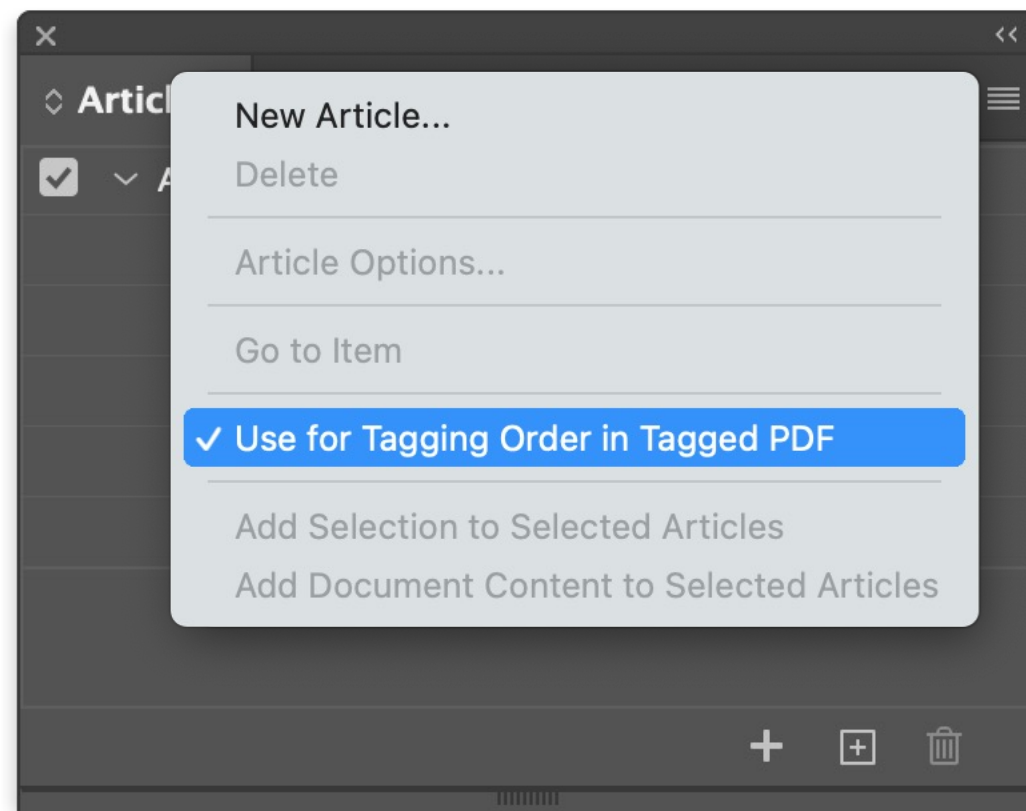 Artic
New Article...
Delete
Article Options...
Go to Item
Use for Tagging Order in Tagged PDF
Add Selection to Selected Articles
Add Document Content to Selected Articles